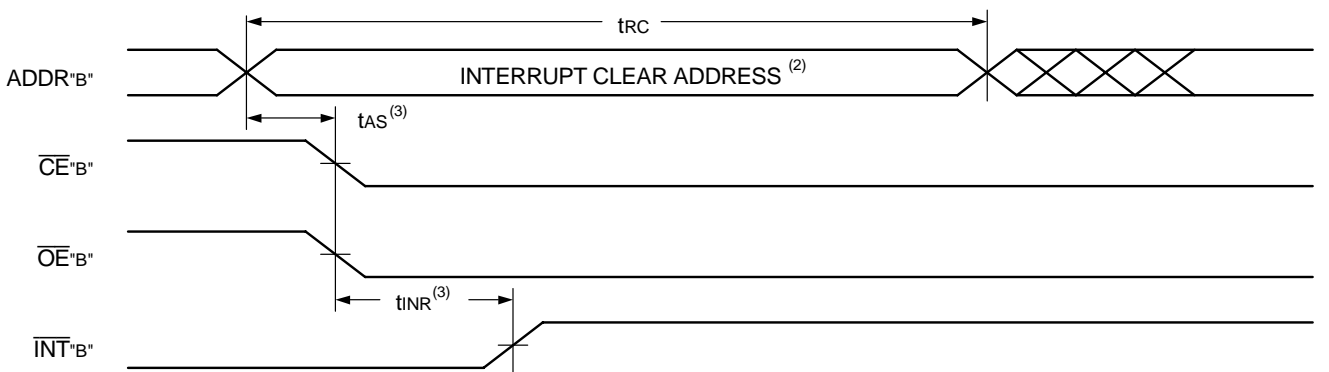 tRC
ADDR"B"
INTERRUPT CLEAR ADDRESS (2)
tAS(3)
CE"B"
OE"B"
tINR(3)
INT"B"